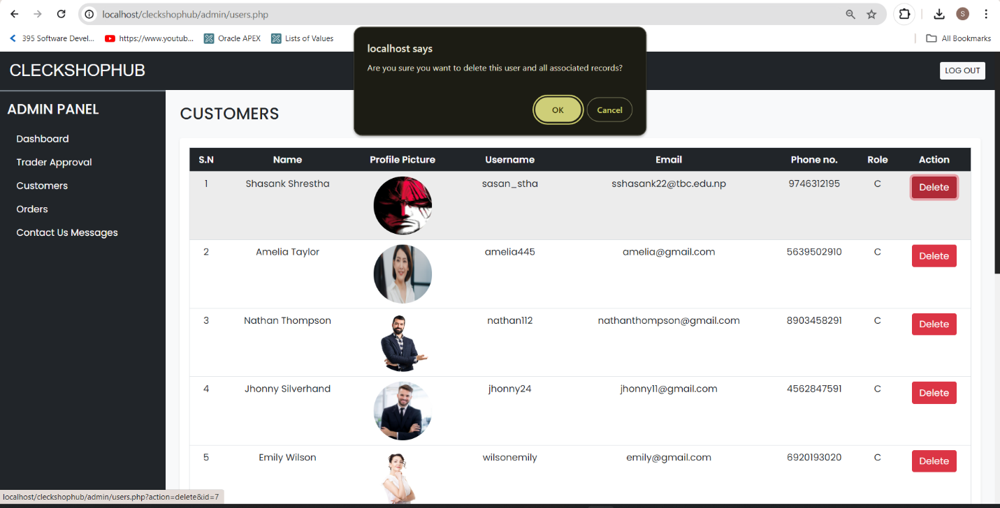 localhost/cleckshophub/admin/users.php
S
395 Software Devel...
https://www.youtub...
Oracle APEX
Lists of Values
All Bookmarks
localhost says
Are you sure you want to delete this user and all associated records?
OK
Cancel
CLECKSHOPHUB
LOG OUT
ADMIN PANEL
Dashboard
Trader Approval
Customers
Orders
Contact Us Messages
CUSTOMERS
S.N Name Profile Picture Username Email Phone no. Role Action
1 Shasank Shrestha sasan_stha sshasank22@tbc.edu.np 9746312195 C Delete
2 Amelia Taylor amelia445 amelia@gmail.com 5639502910 C Delete
3 Nathan Thompson nathan112 nathanthompson@gmail.com 8903458291 C Delete
4 Jhonny Silverhand jhonny24 jhonny11@gmail.com 4562847591 C Delete
5 Emily Wilson wilsonemily emily@gmail.com 6920193020 C Delete
localhost/cleckshophub/admin/users.php?action=delete&id=7